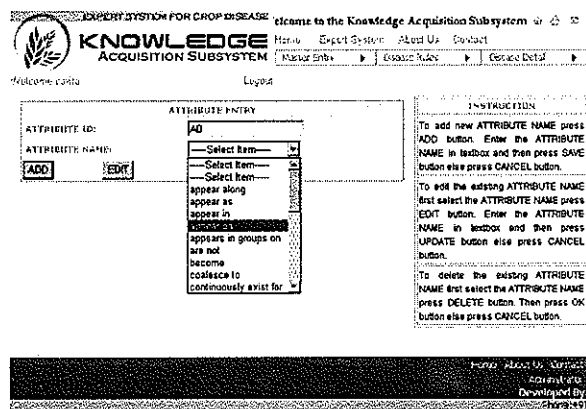 EXPERT SYSTEM FOR CROP DISEASE
Welcome to the Knowledge Acquisition Subsystem
KNOWLEDGE
ACQUISITION SUBSYSTEM
Home Expert System About Us Contact
Master Entry Disease Rules Disease Detail
Welcome
Logout
ATTRIBUTE ENTRY
ATTRIBUTE ID:
A0
ATTRIBUTE NAME:
-----Select Item-----
ADD
EDIT
-----Select Item-----
-----Select Item-----
appear along
appear as
appear in
appears in groups on
are not
become
coalesce to
continuously exist for
INSTRUCTION
To add new ATTRIBUTE NAME press
ADD button. Enter the ATTRIBUTE
NAME in textbox and then press SAVE
button else press CANCEL button.
To edit the existing ATTRIBUTE NAME
first select the ATTRIBUTE NAME press
EDIT button. Enter the ATTRIBUTE
NAME in textbox and then press
UPDATE button else press CANCEL
button.
To delete the existing ATTRIBUTE
NAME first select the ATTRIBUTE NAME
press DELETE button. Then press OK
button else press CANCEL button.
Home About Us Contact
Administrator
Developed By